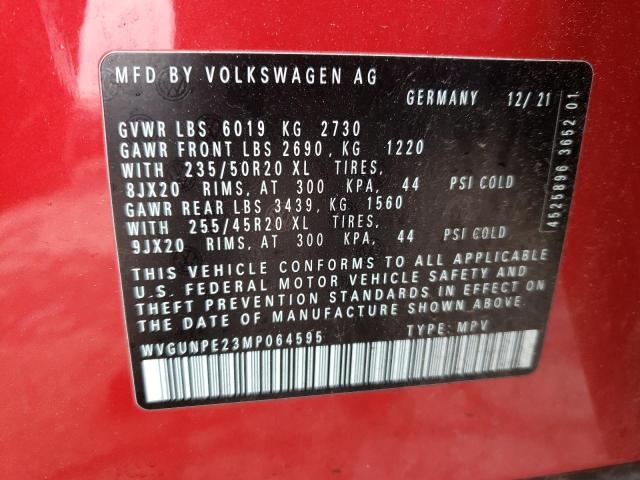 MFD BY VOLKSWAGEN AG
GERMANY 12/21
GVWR LBS 6019 KG 2730
GAWR FRONT LBS 2690, KG 1220
WITH 235/50R20 XL TIRES,
8JX20 RIMS, AT 300 KPA, 44 PSI COLD
GAWR REAR LBS 3439, KG 1560
WITH 255/45R20 XL TIRES,
9JX20 RIMS, AT 300 KPA, 44 PSI COLD
THIS VEHICLE CONFORMS TO ALL APPLICABLE
U.S. FEDERAL MOTOR VEHICLE SAFETY AND
THEFT PREVENTION STANDARDS IN EFFECT ON
THE DATE OF MANUFACTURE SHOWN ABOVE.
WVGUNPE23MP064595 TYPE: MPV
4525896 3652 01